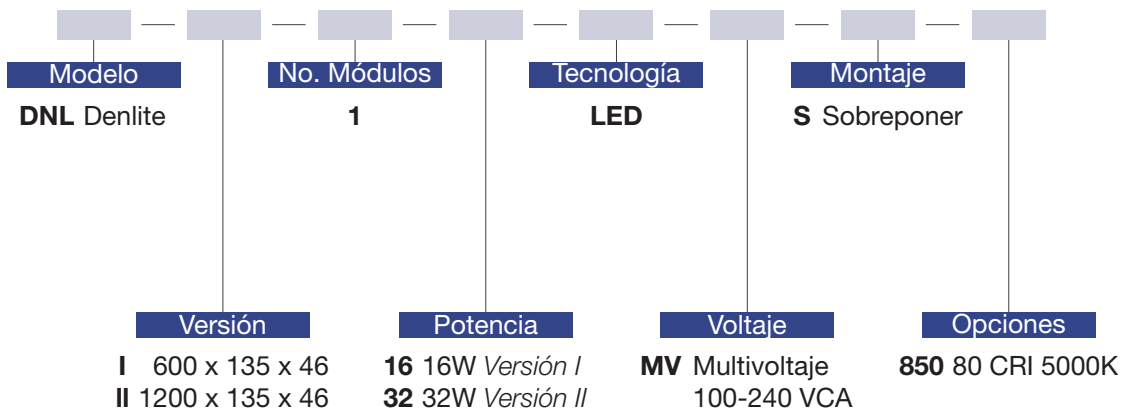 Modelo
No. Módulos
Tecnología
Montaje
DNL Denlite
1
LED
S Sobreponer
Versión
Potencia
Voltaje
Opciones
I 600 x 135 x 46
16 16W Versión I
MV Multivoltaje
850 80 CRI 5000K
II 1200 x 135 x 46
32 32W Versión II
100-240 VCA